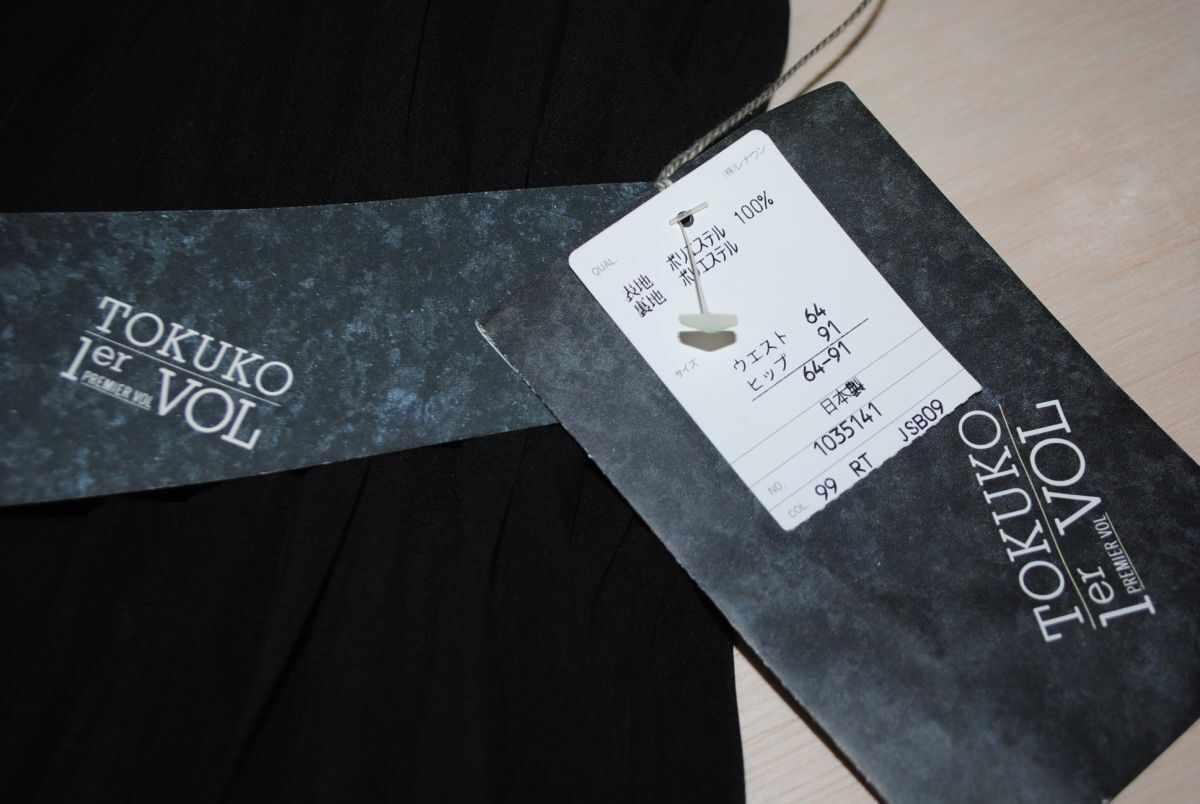 TOKUKO
1er VOL
PREMIER VOL
(株)レナウン
QUAL.
表地 ポリエステル 100%
裏地 ポリエステル
サイズ
ウエスト 64
ヒップ 91
64-91
日本製
NO. 1035141
COL. 99 RT JSB09
TOKUKO
1er VOL
PREMIER VOL